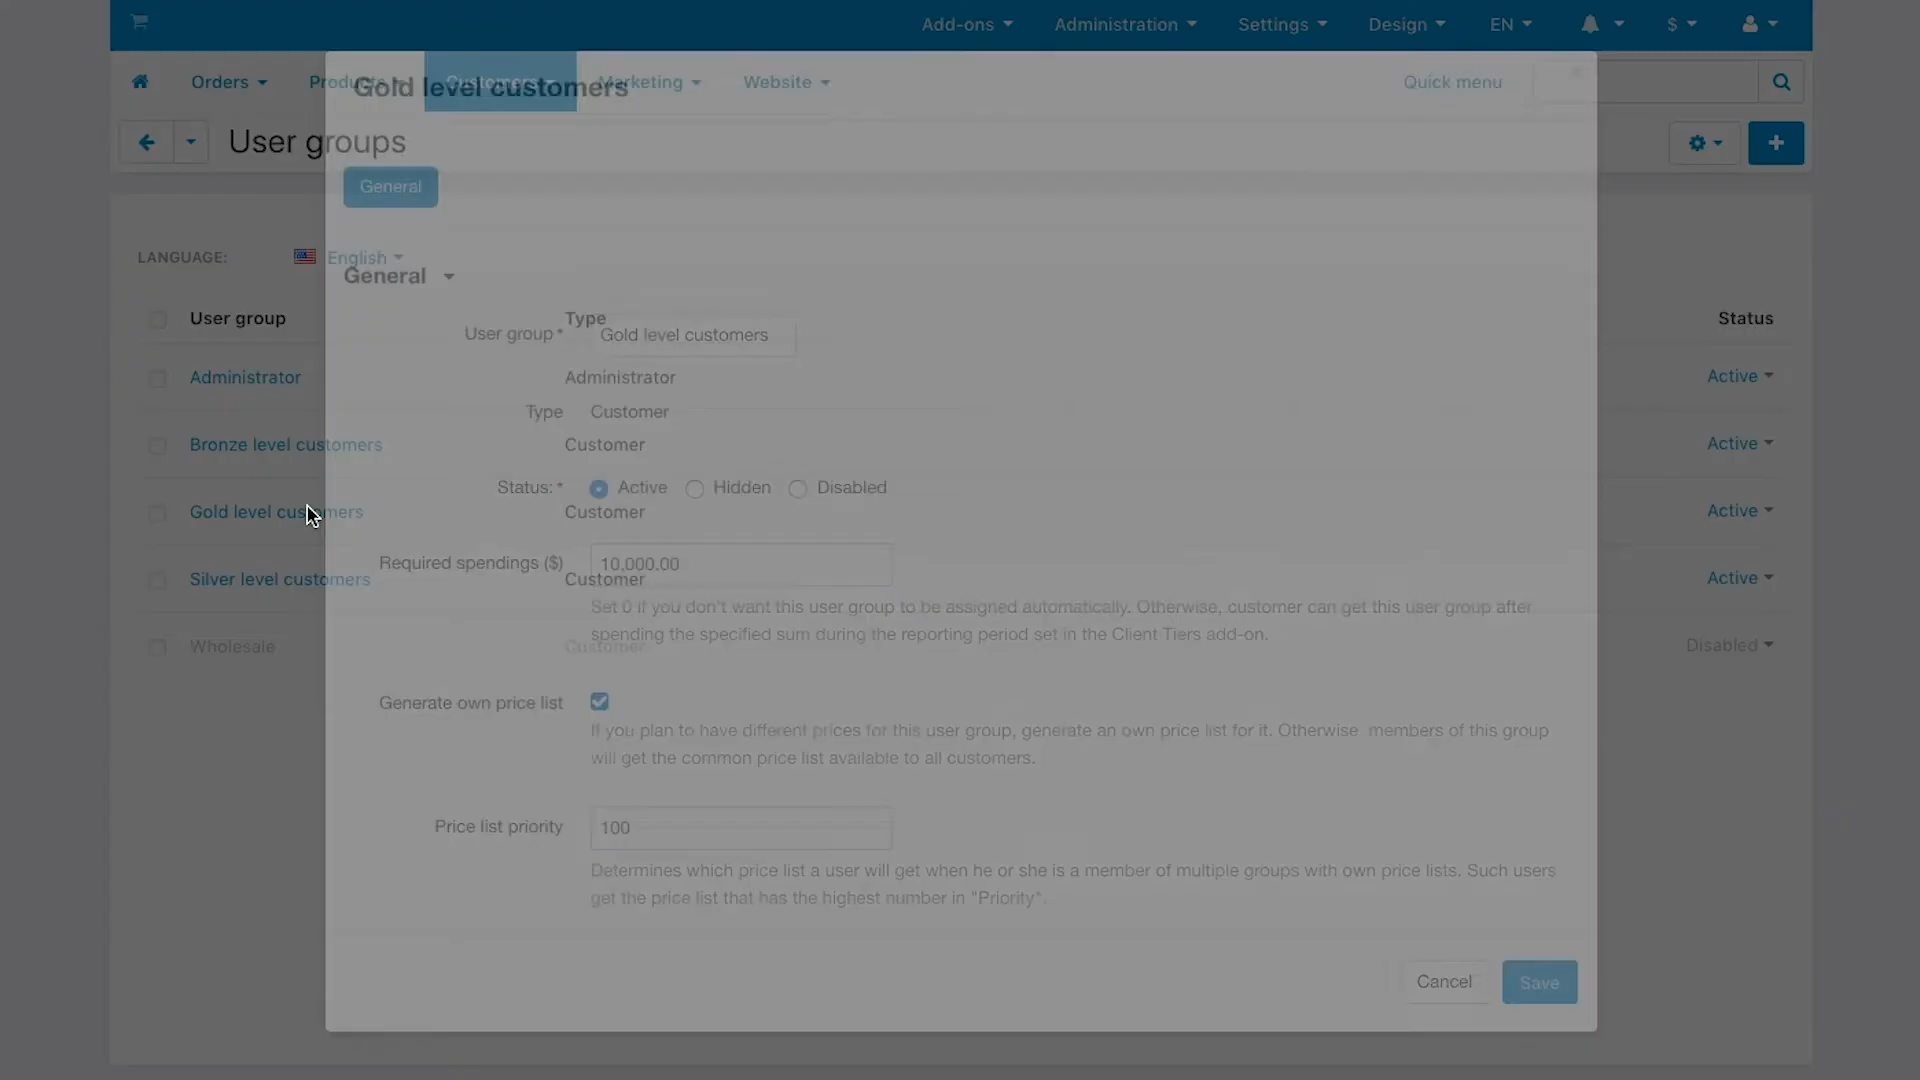 Add-ons Administration Settings Design EN $
Orders Products Customers Marketing Website Quick menu
Gold level customers
User groups
General
LANGUAGE: English
General
User group Type Status
User group* Gold level customers
Administrator Administrator Active
Type Customer
Bronze level customers Customer Active
Status:* Active Hidden Disabled
Gold level customers Customer Active
Required spendings ($) 10,000.00
Silver level customers Customer Active
Set 0 if you don't want this user group to be assigned automatically. Otherwise, customer can get this user group after
spending the specified sum during the reporting period set in the Client Tiers add-on.
Wholesale Customer Disabled
Generate own price list
If you plan to have different prices for this user group, generate an own price list for it. Otherwise members of this group
will get the common price list available to all customers.
Price list priority 100
Determines which price list a user will get when he or she is a member of multiple groups with own price lists. Such users
get the price list that has the highest number in "Priority".
Cancel Save